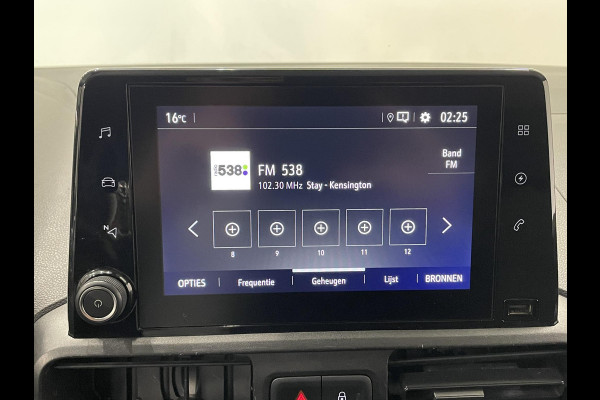 16°C
02:25
538
FM 538
102.30 MHz Stay - Kensington
Band
FM
8 9 10 11 12
OPTIES Frequentie Geheugen Lijst BRONNEN
N